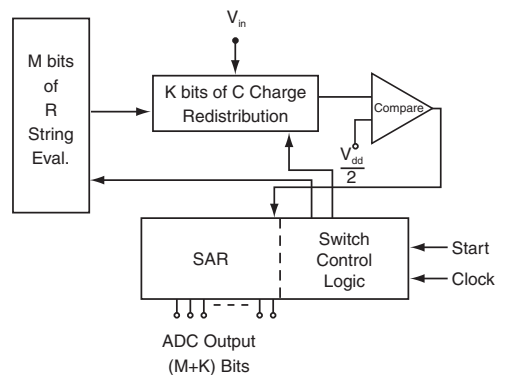 V_in
M bits
of
R
String
Eval.
K bits of C Charge
Redistribution
Compare
V_dd
2
SAR
Switch
Control
Logic
Start
Clock
ADC Output
(M+K) Bits